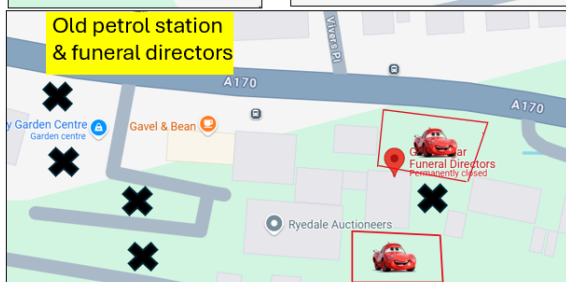 Old petrol station
& funeral directors
Vivers Pl
A170
A170
y Garden Centre
Garden centre
Gavel & Bean
Funeral Directors
Permanently closed
Ryedale Auctioneers